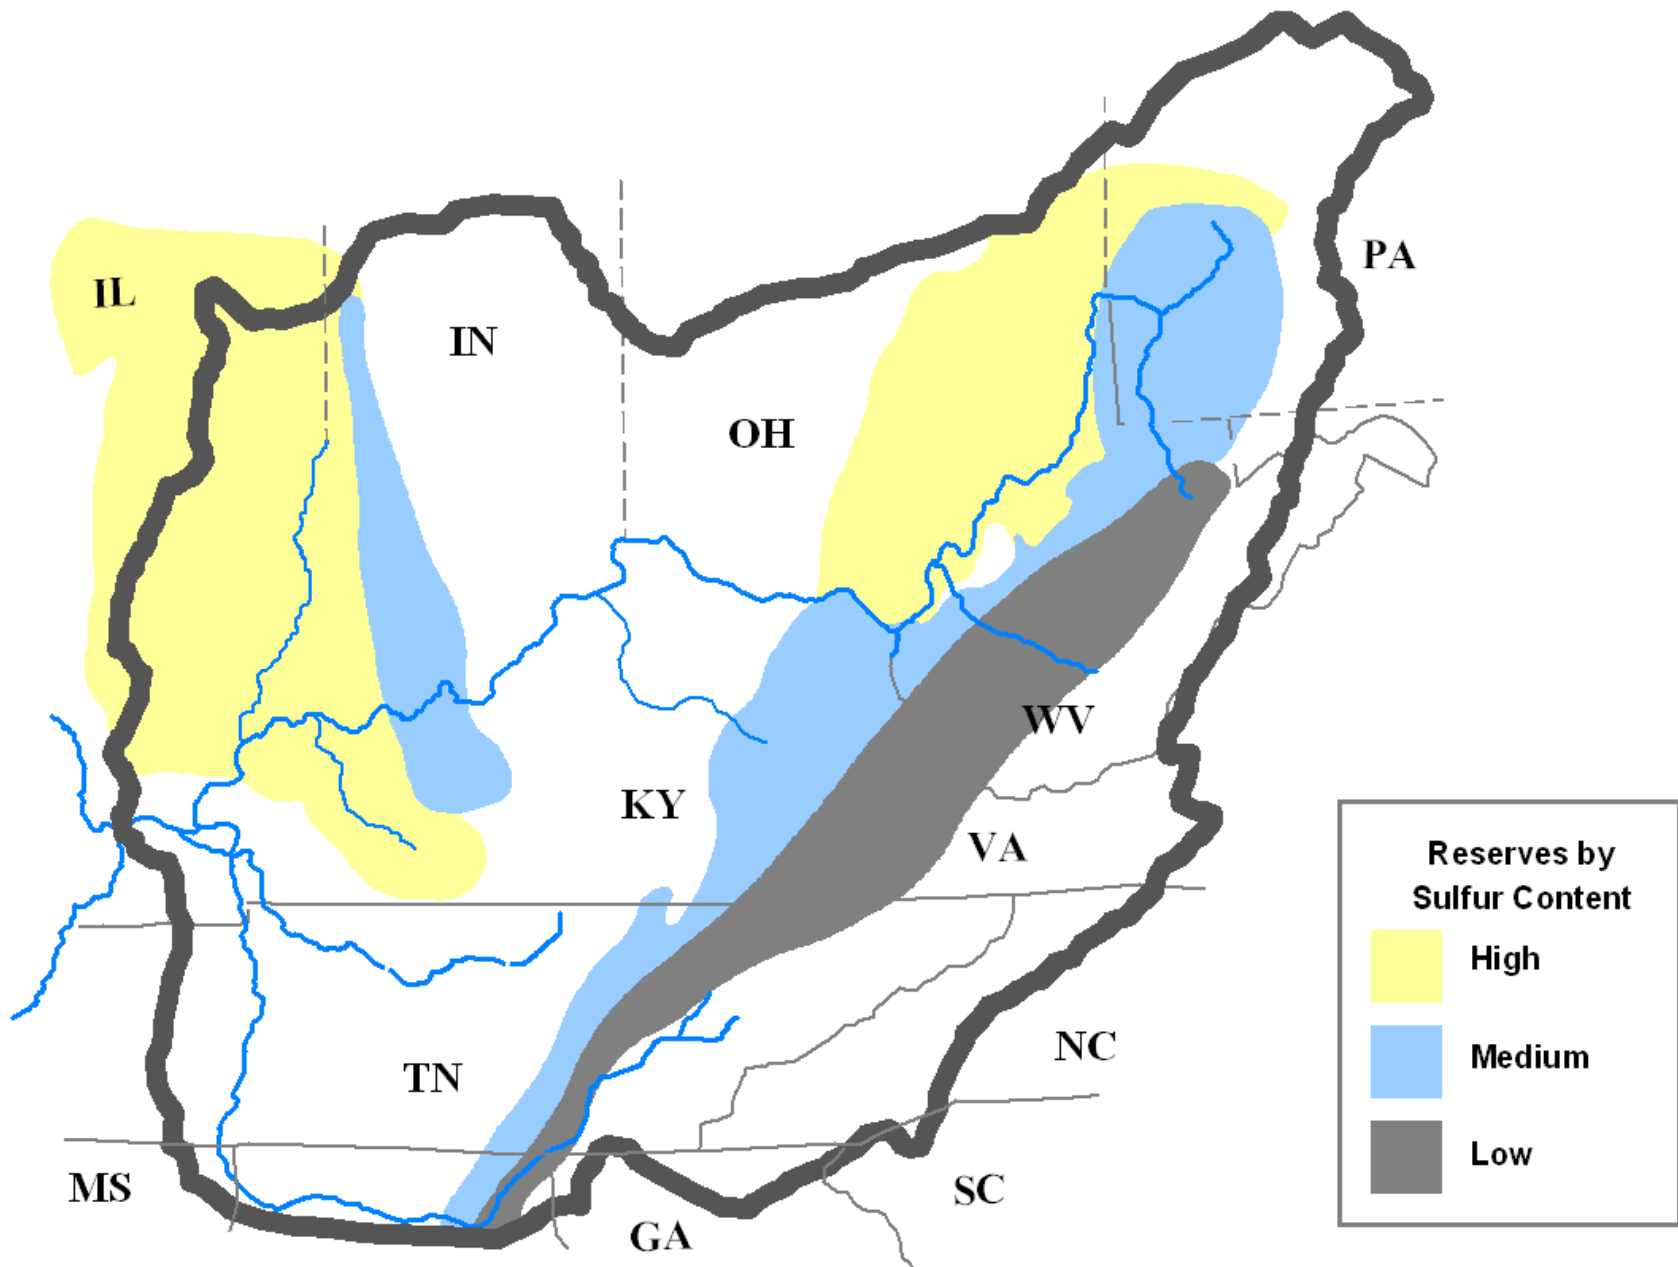 IL
IN
OH
PA
KY
WV
VA
TN
NC
MS
SC
GA
Reserves by
Sulfur Content
High
Medium
Low